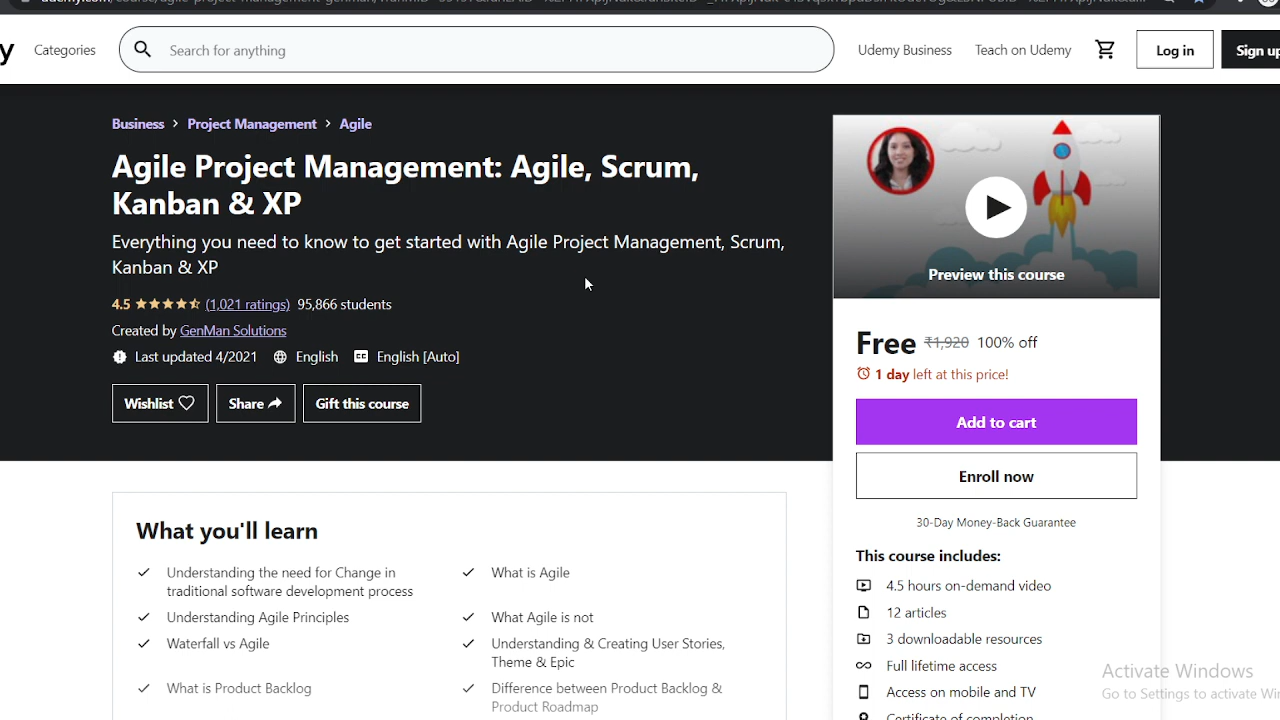 y Categories Search for anything Udemy Business Teach on Udemy Log in Sign up
Business > Project Management > Agile
Agile Project Management: Agile, Scrum,
Kanban & XP
Everything you need to know to get started with Agile Project Management, Scrum,
Kanban & XP
4.5 (1,021 ratings) 95,866 students
Created by GenMan Solutions
Last updated 4/2021 English CC English [Auto]
Wishlist Share Gift this course
Preview this course
Free ₹1,920 100% off
1 day left at this price!
Add to cart
Enroll now
30-Day Money-Back Guarantee
This course includes:
4.5 hours on-demand video
12 articles
3 downloadable resources
Full lifetime access
Access on mobile and TV
Certificate of completion
What you'll learn
Understanding the need for Change in
traditional software development process
Understanding Agile Principles
Waterfall vs Agile
What is Product Backlog
What is Agile
What Agile is not
Understanding & Creating User Stories,
Theme & Epic
Difference between Product Backlog &
Product Roadmap
Activate Windows
Go to Settings to activate Win